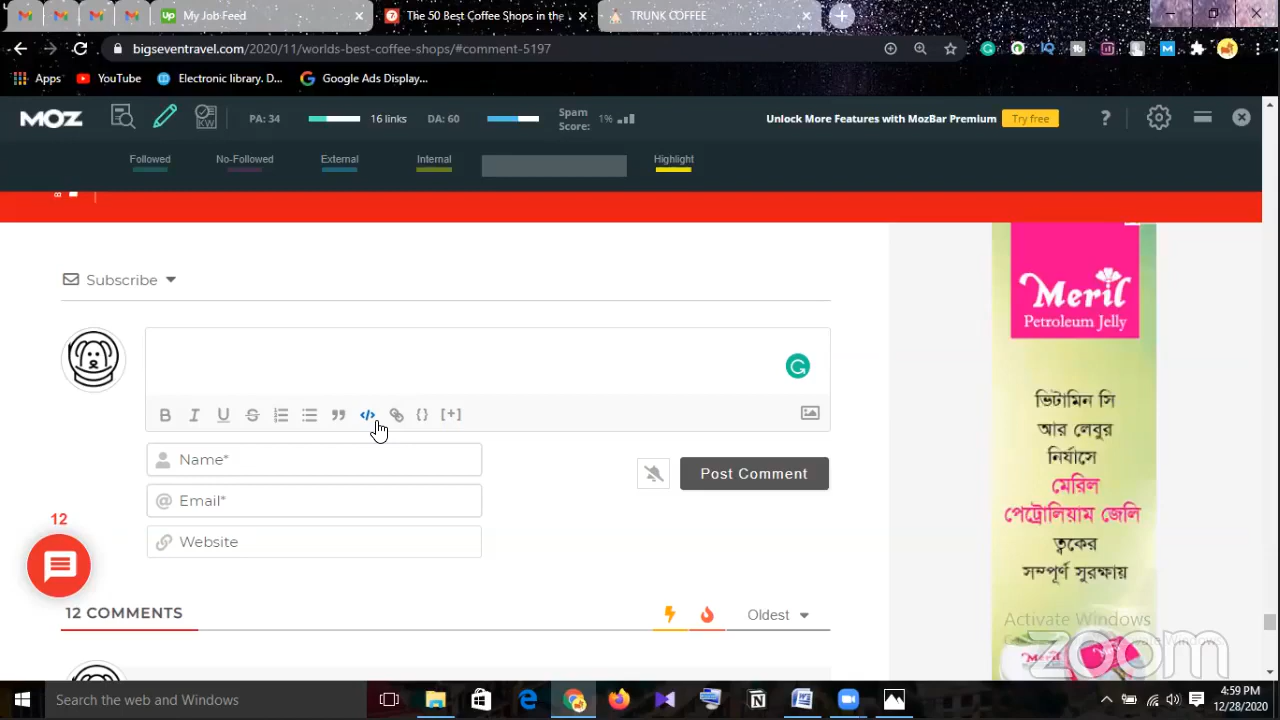 My Job Feed
The 50 Best Coffee Shops in the
TRUNK COFFEE
bigseventravel.com/2020/11/worlds-best-coffee-shops/#comment-5197
Apps
YouTube
Electronic library. D...
Google Ads Display...
MOZ
PA: 34
16 links
DA: 60
Spam
Score:
1%
Unlock More Features with MozBar Premium
Try free
Followed
No-Followed
External
Internal
Highlight
Subscribe
Name*
Email*
Website
Post Comment
12
12 COMMENTS
Oldest
Meril
Petroleum Jelly
ভিটামিন সি
আর লেবুর
নির্যাসে
মেরিল
পেট্রোলিয়াম জেলি
ত্বকের
সম্পূর্ণ সুরক্ষায়
Activate Windows
zoom
Meril
Search the web and Windows
4:59 PM
12/28/2020